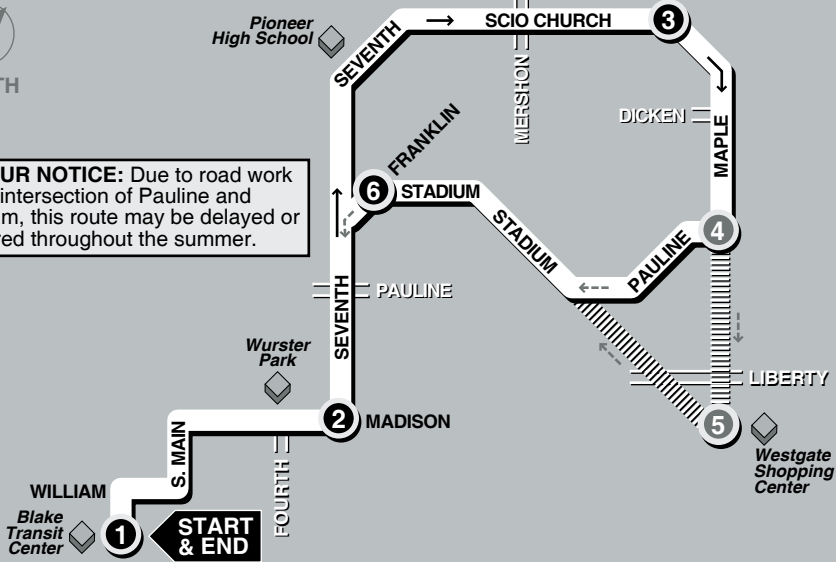 Pioneer
High School
SEVENTH
SCIO CHURCH
3
MERSHON
DICKEN
MAPLE
TH
UR NOTICE: Due to road work
intersection of Pauline and
m, this route may be delayed or
ed throughout the summer.
FRANKLIN
6
STADIUM
STADIUM
PAULINE
4
SEVENTH
PAULINE
Wurster
Park
LIBERTY
2
MADISON
5
Westgate
Shopping
Center
S. MAIN
FOURTH
WILLIAM
Blake
Transit
Center
1
START
& END